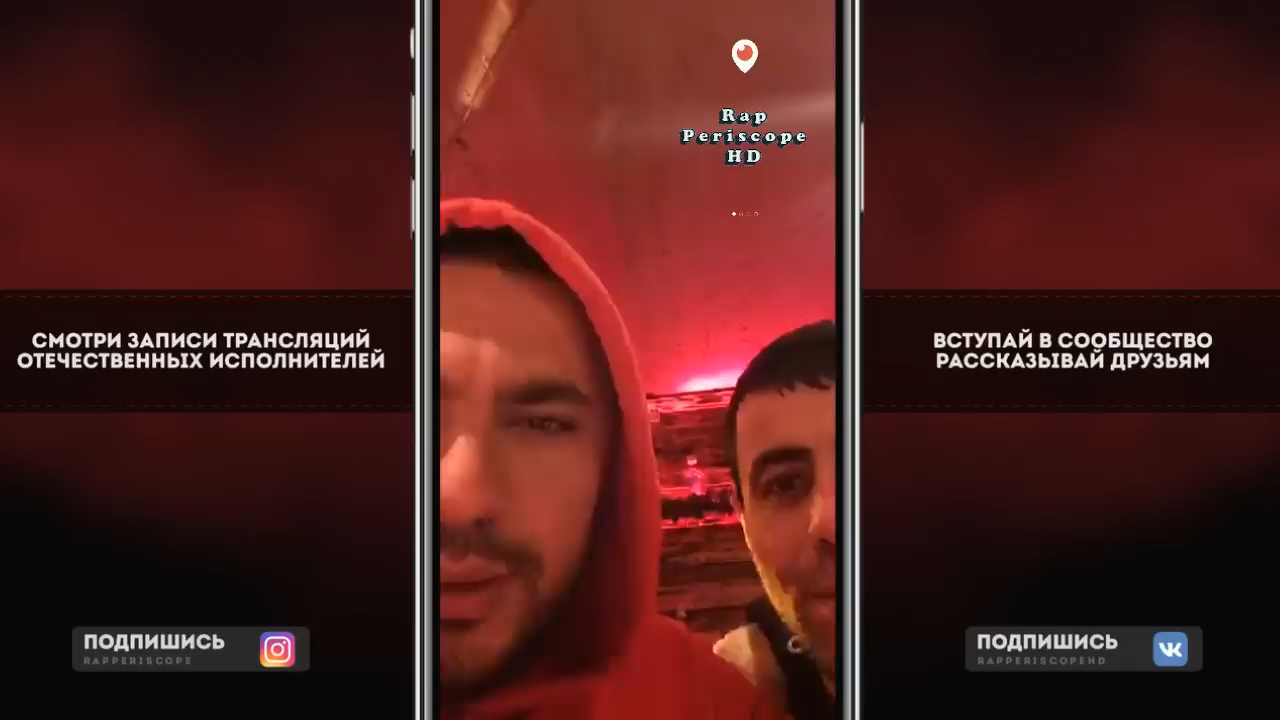 Rap
Periscope
HD
СМОТРИ ЗАПИСИ ТРАНСЛЯЦИЙ
ОТЕЧЕСТВЕННЫХ ИСПОЛНИТЕЛЕЙ
ВСТУПАЙ В СООБЩЕСТВО
РАССКАЗЫВАЙ ДРУЗЬЯМ
ПОДПИШИСЬ
RAPPERISCOPE
ПОДПИШИСЬ
RAPPERISCOPEHD